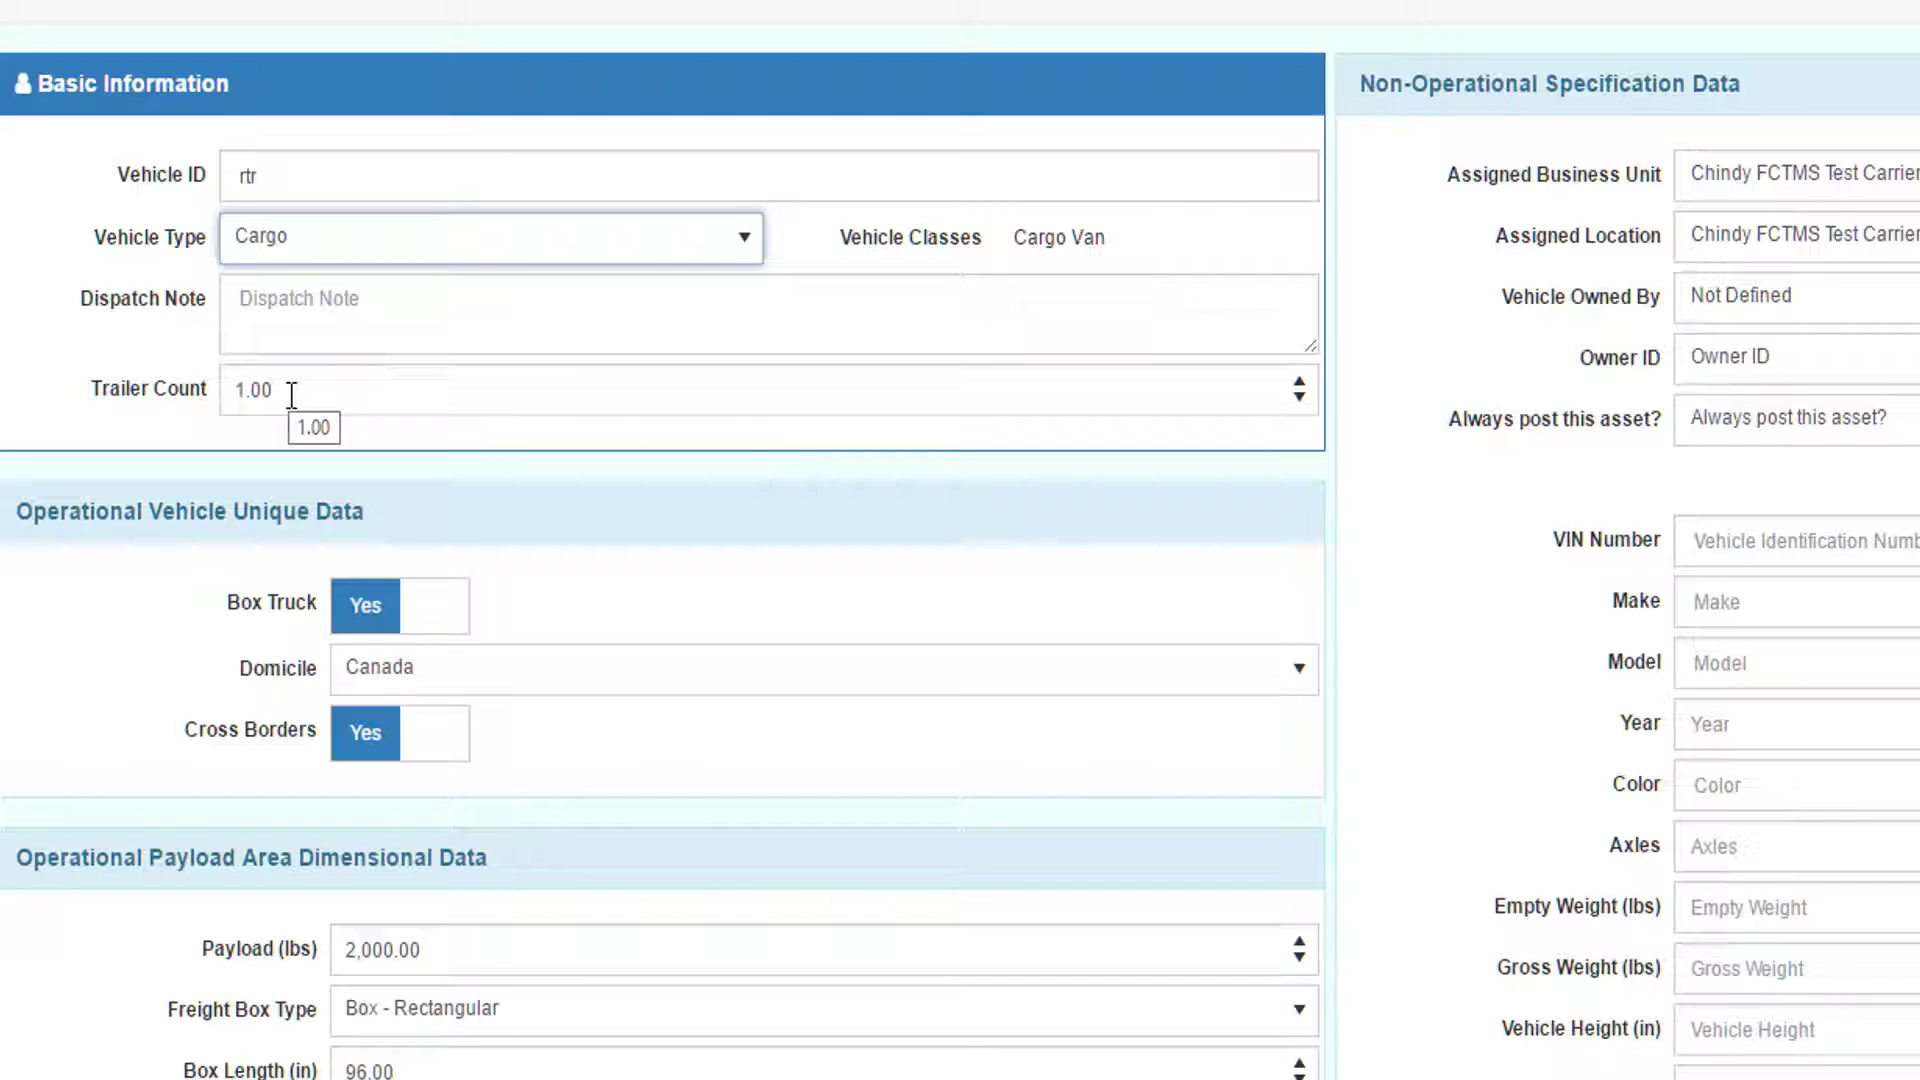 Basic Information
Vehicle ID rtr
Vehicle Type Cargo Vehicle Classes Cargo Van
Dispatch Note Dispatch Note
Trailer Count 1.00
1.00
Operational Vehicle Unique Data
Box Truck Yes
Domicile Canada
Cross Borders Yes
Operational Payload Area Dimensional Data
Payload (lbs) 2,000.00
Freight Box Type Box - Rectangular
Box Length (in) 96.00
Non-Operational Specification Data
Assigned Business Unit Chindy FCTMS Test Carrier
Assigned Location Chindy FCTMS Test Carrier
Vehicle Owned By Not Defined
Owner ID Owner ID
Always post this asset? Always post this asset?
VIN Number Vehicle Identification Numb
Make Make
Model Model
Year Year
Color Color
Axles Axles
Empty Weight (lbs) Empty Weight
Gross Weight (lbs) Gross Weight
Vehicle Height (in) Vehicle Height